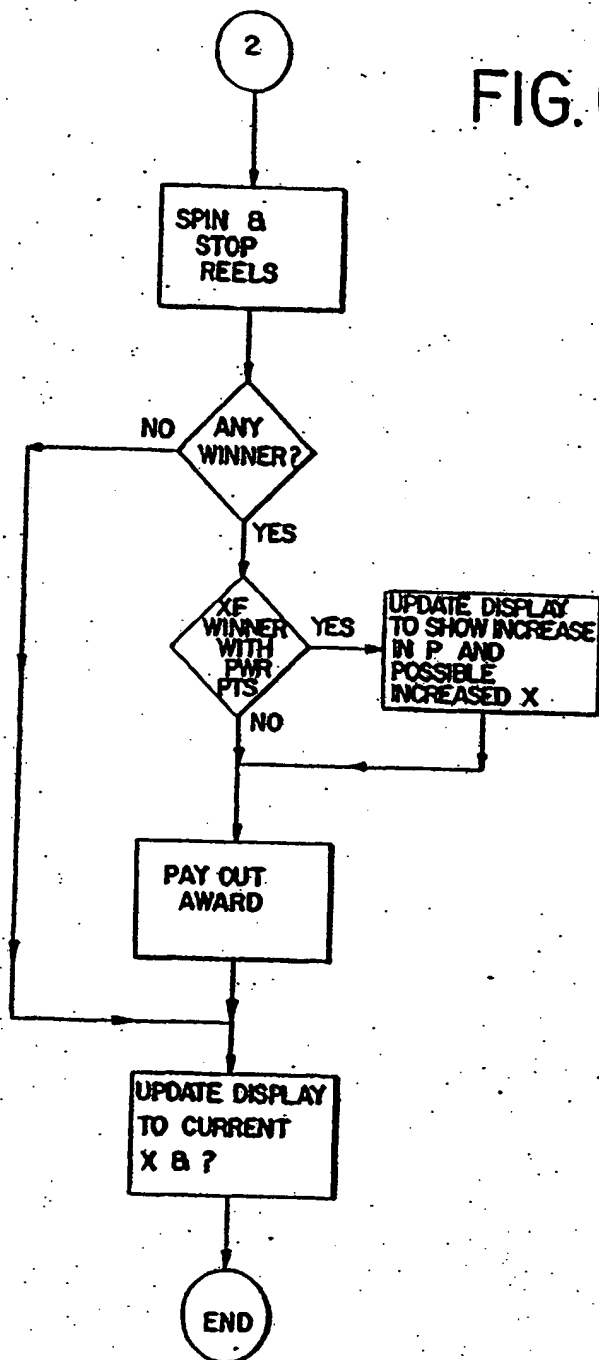 2
FIG.
SPIN &
STOP
REELS
NO
ANY
WINNER?
YES
XF
WINNER
WITH
PWR
PTS
YES
UPDATE DISPLAY
TO SHOW INCREASE
IN P AND
POSSIBLE
INCREASED X
NO
PAY OUT
AWARD
UPDATE DISPLAY
TO CURRENT
X & ?
END